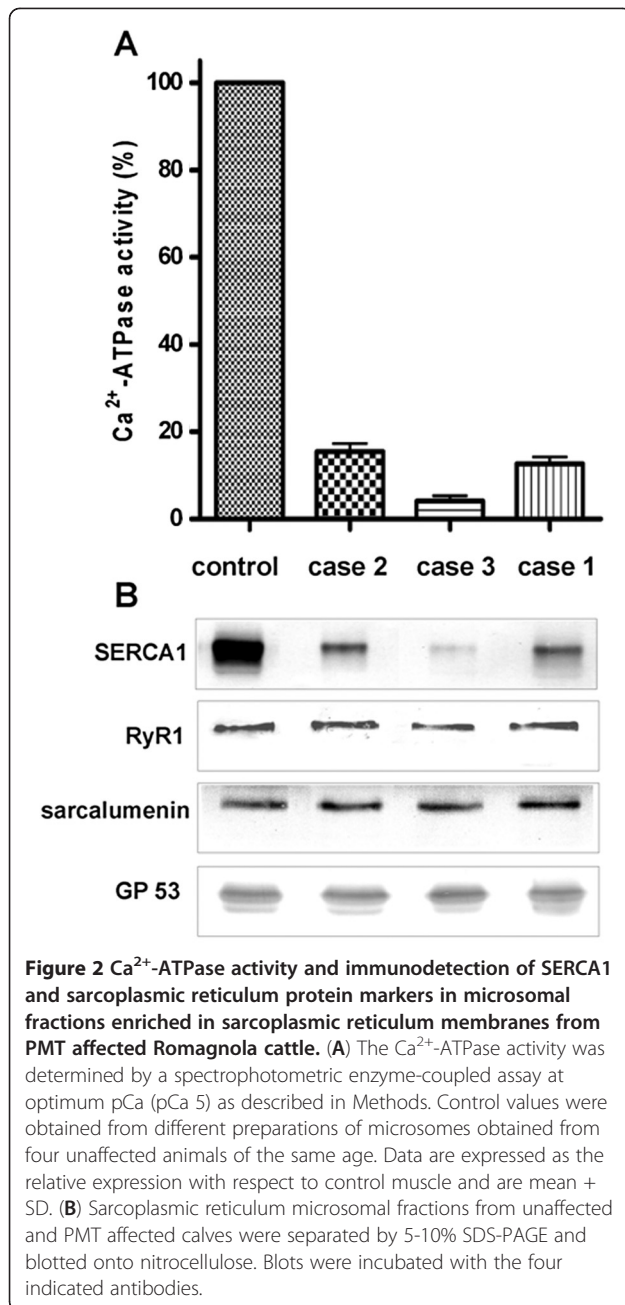 A
100
80
60
40
20
0
Ca²⁺-ATPase activity (%)
control case 2 case 3 case 1
B
SERCA1
RyR1
sarcalumenin
GP 53
Figure 2 Ca²⁺-ATPase activity and immunodetection of SERCA1
and sarcoplasmic reticulum protein markers in microsomal
fractions enriched in sarcoplasmic reticulum membranes from
PMT affected Romagnola cattle. (A) The Ca²⁺-ATPase activity was
determined by a spectrophotometric enzyme-coupled assay at
optimum pCa (pCa 5) as described in Methods. Control values were
obtained from different preparations of microsomes obtained from
four unaffected animals of the same age. Data are expressed as the
relative expression with respect to control muscle and are mean +
SD. (B) Sarcoplasmic reticulum microsomal fractions from unaffected
and PMT affected calves were separated by 5-10% SDS-PAGE and
blotted onto nitrocellulose. Blots were incubated with the four
indicated antibodies.